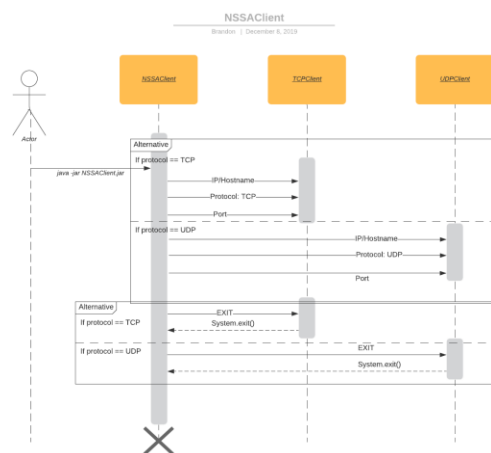 NSSAClient
Brandon | December 8, 2019
NSSAClient
TCPClient
UDPClient
Actor
Alternative
If protocol == TCP
java -jar NSSAClient.jar
IP/Hostname
Protocol: TCP
Port
If protocol == UDP
IP/Hostname
Protocol: UDP
Port
Alternative
If protocol == TCP
EXIT
System.exit()
If protocol == UDP
EXIT
System.exit()